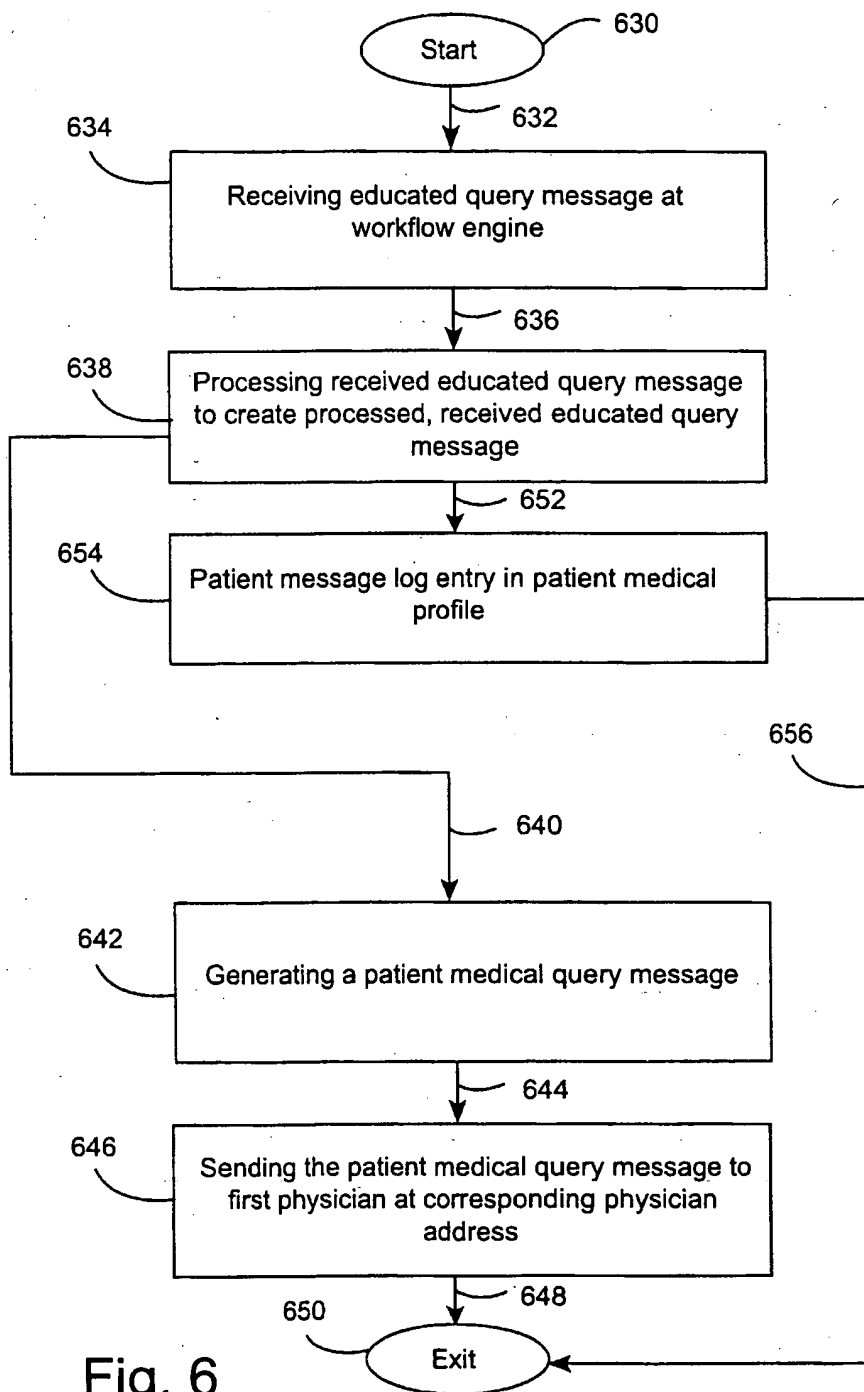 Start
630
632
634
Receiving educated query message at
workflow engine
636
638
Processing received educated query message
to create processed, received educated query
message
652
654
Patient message log entry in patient medical
profile
656
640
642
Generating a patient medical query message
644
646
Sending the patient medical query message to
first physician at corresponding physician
address
648
650
Exit
Fig. 6